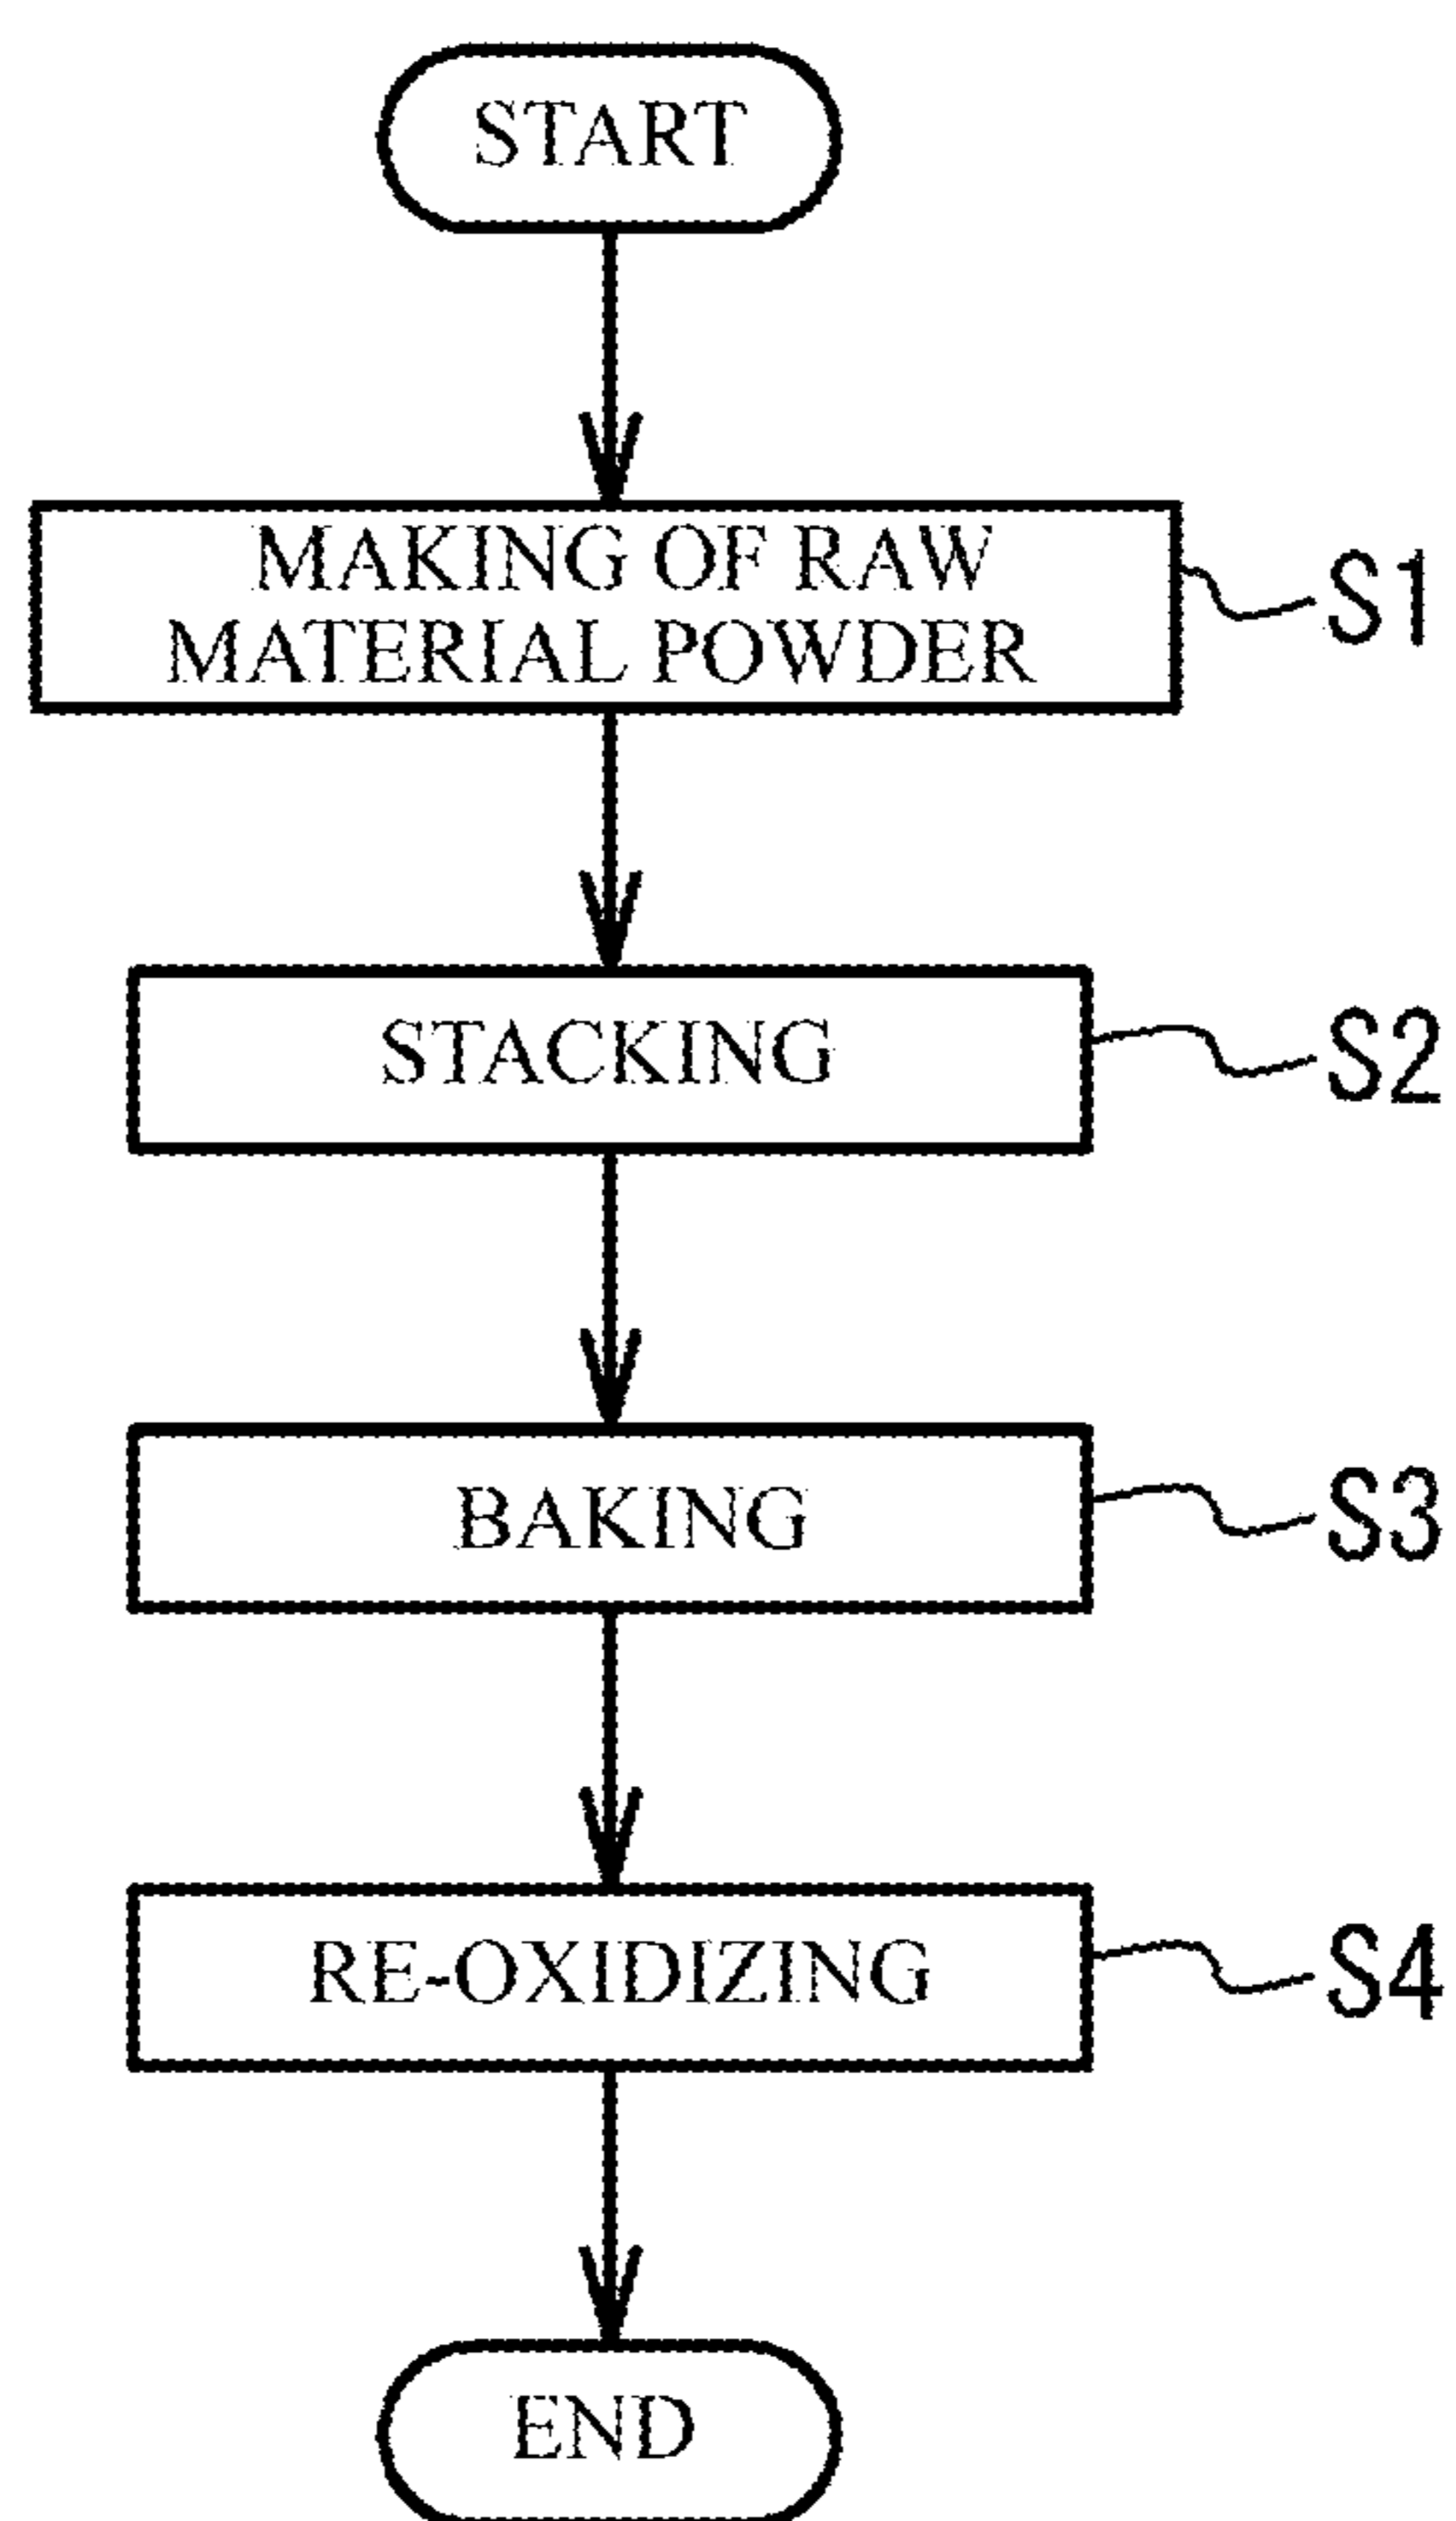 START
MAKING OF RAW
MATERIAL POWDER
S1
STACKING
S2
BAKING
S3
RE-OXIDIZING
S4
END